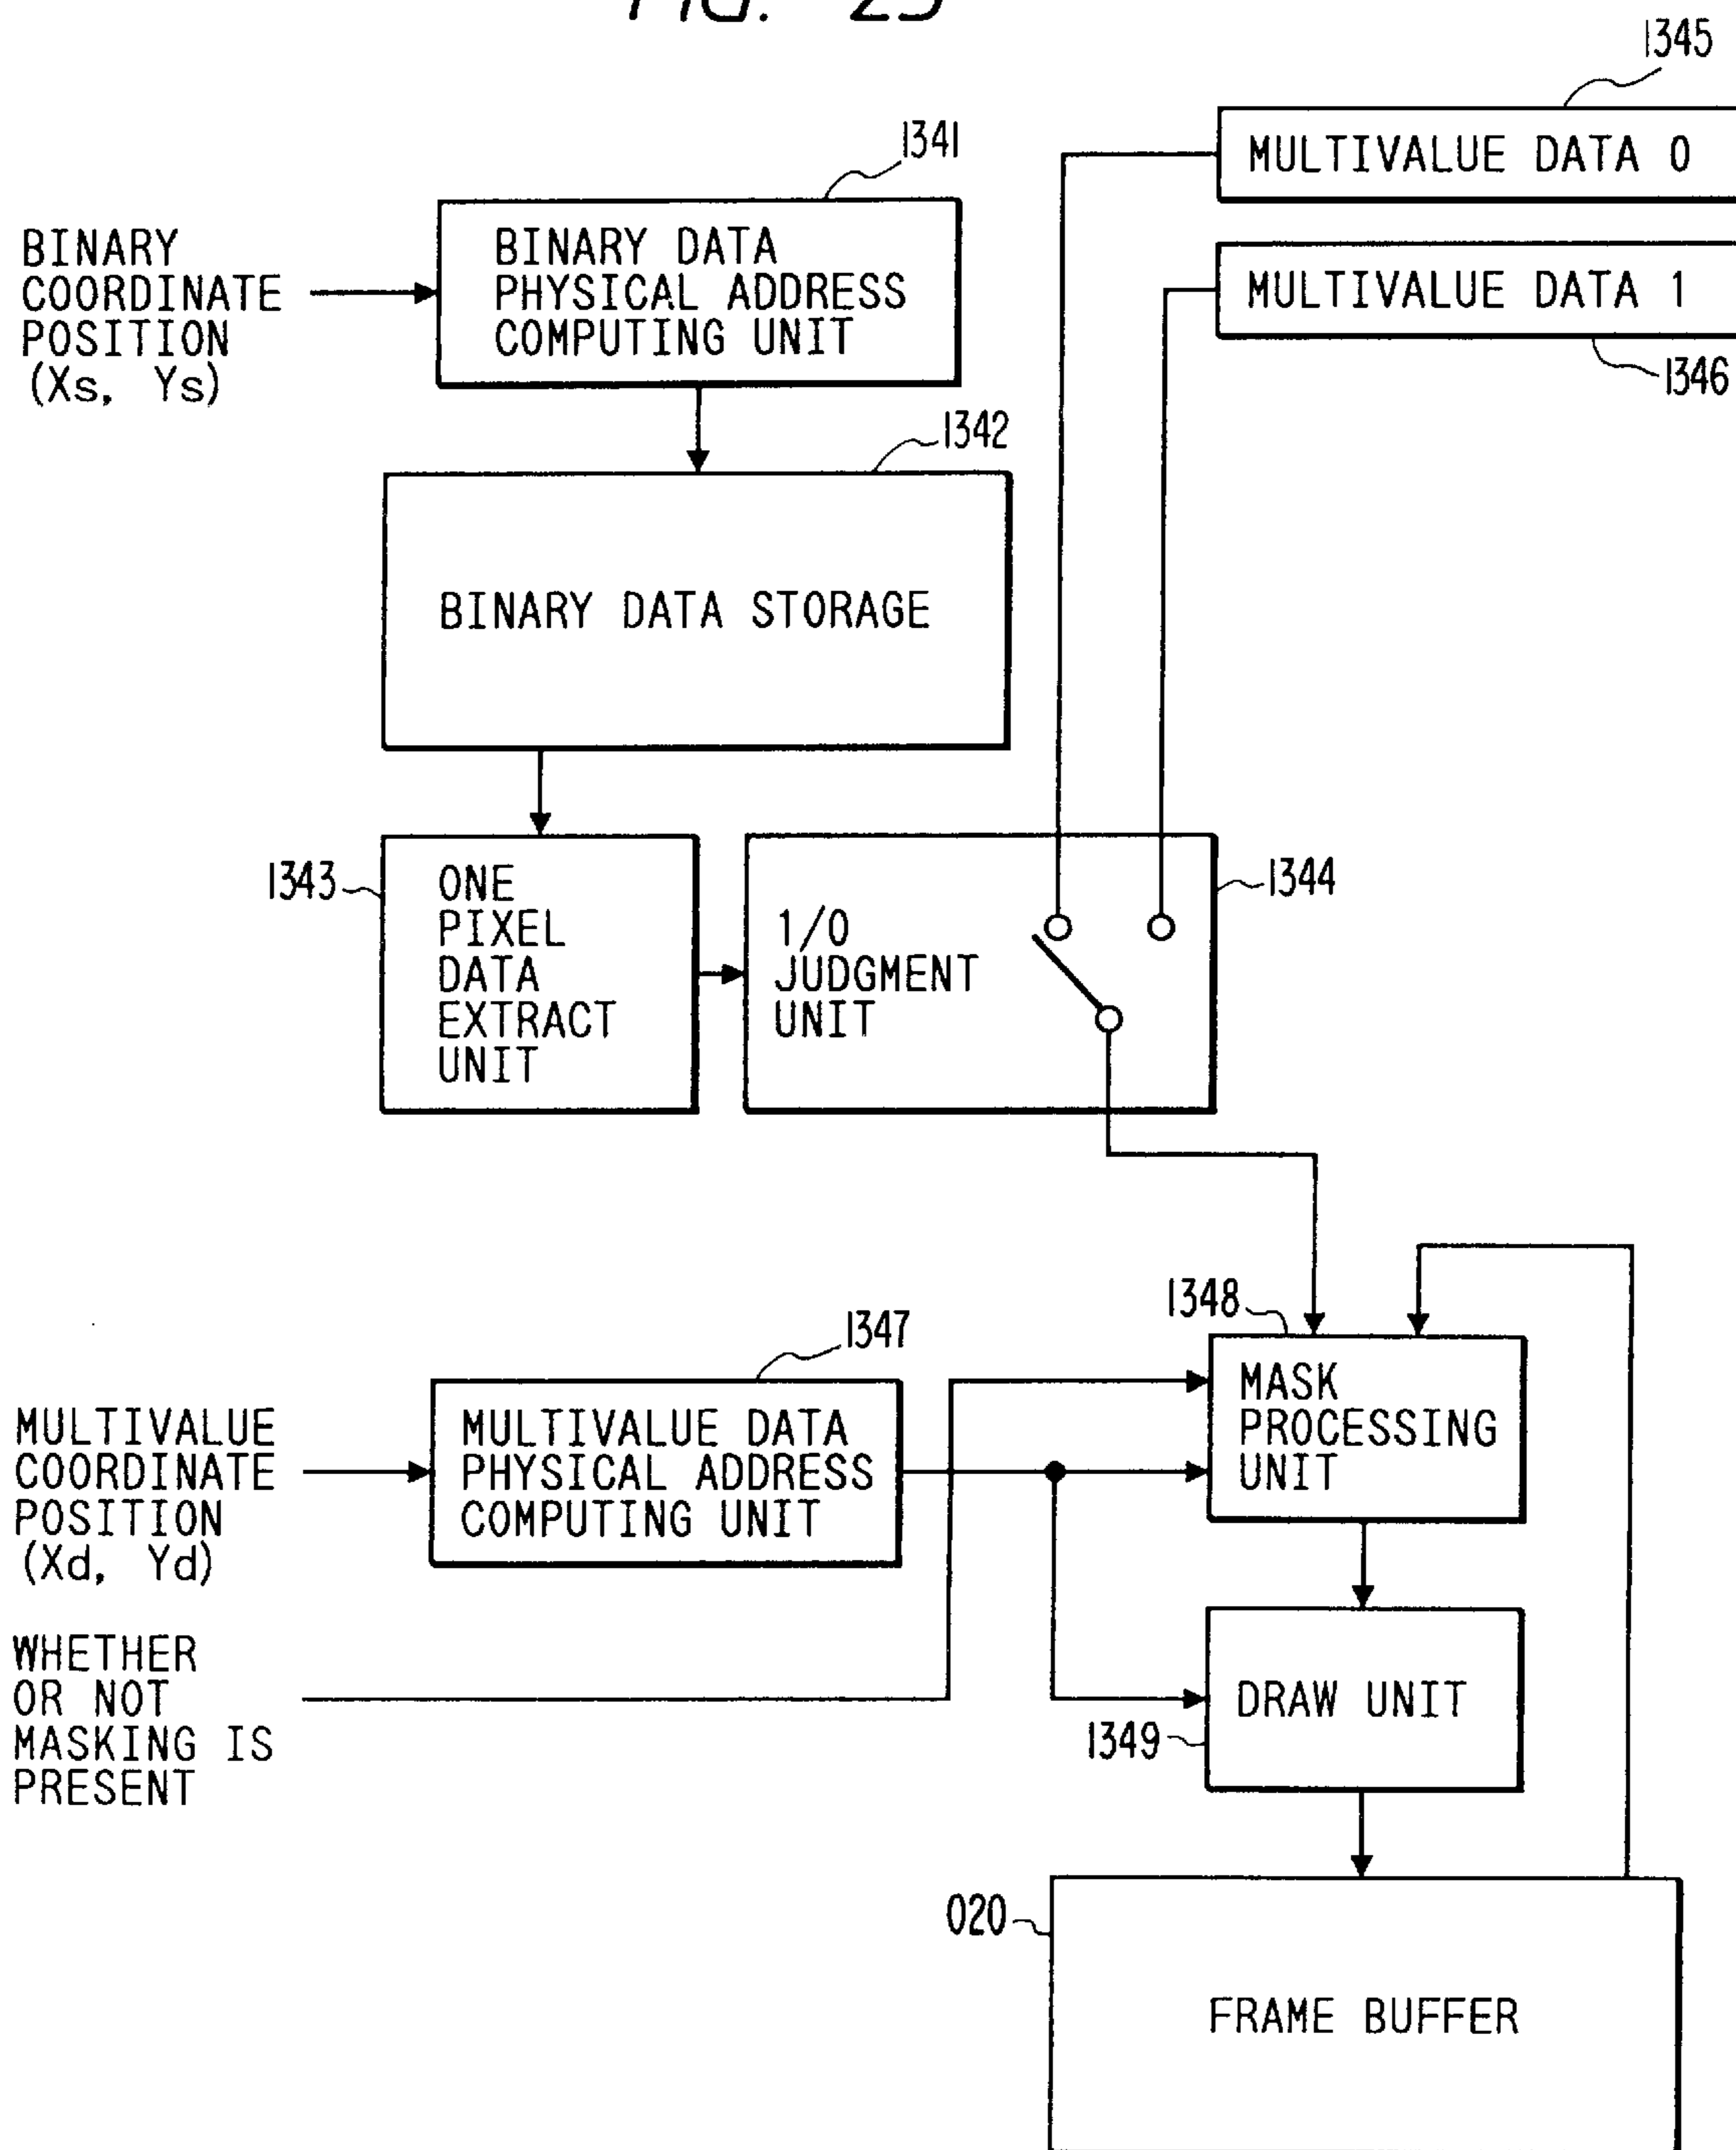 FIG. 23
1345
MULTIVALUE DATA 0
1341
BINARY
COORDINATE
POSITION
(Xs, Ys)
BINARY DATA
PHYSICAL ADDRESS
COMPUTING UNIT
MULTIVALUE DATA 1
1346
1342
BINARY DATA STORAGE
1343
ONE
PIXEL
DATA
EXTRACT
UNIT
1/0
JUDGMENT
UNIT
1344
1348
MASK
PROCESSING
UNIT
1347
MULTIVALUE
COORDINATE
POSITION
(Xd, Yd)
MULTIVALUE DATA
PHYSICAL ADDRESS
COMPUTING UNIT
WHETHER
OR NOT
MASKING IS
PRESENT
DRAW UNIT
1349
020
FRAME BUFFER